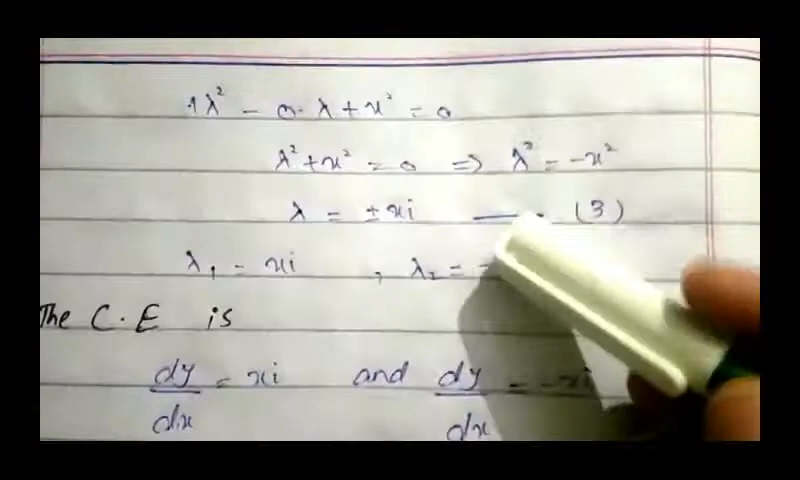 1λ² - 0·λ + x² = 0
λ² + x² = 0 ⇒ λ² = -x²
λ = ±xi —— (3)
λ₁ = xi , λ₂ = -
The C.E is
dy/dx = xi and dy/dx = -xi